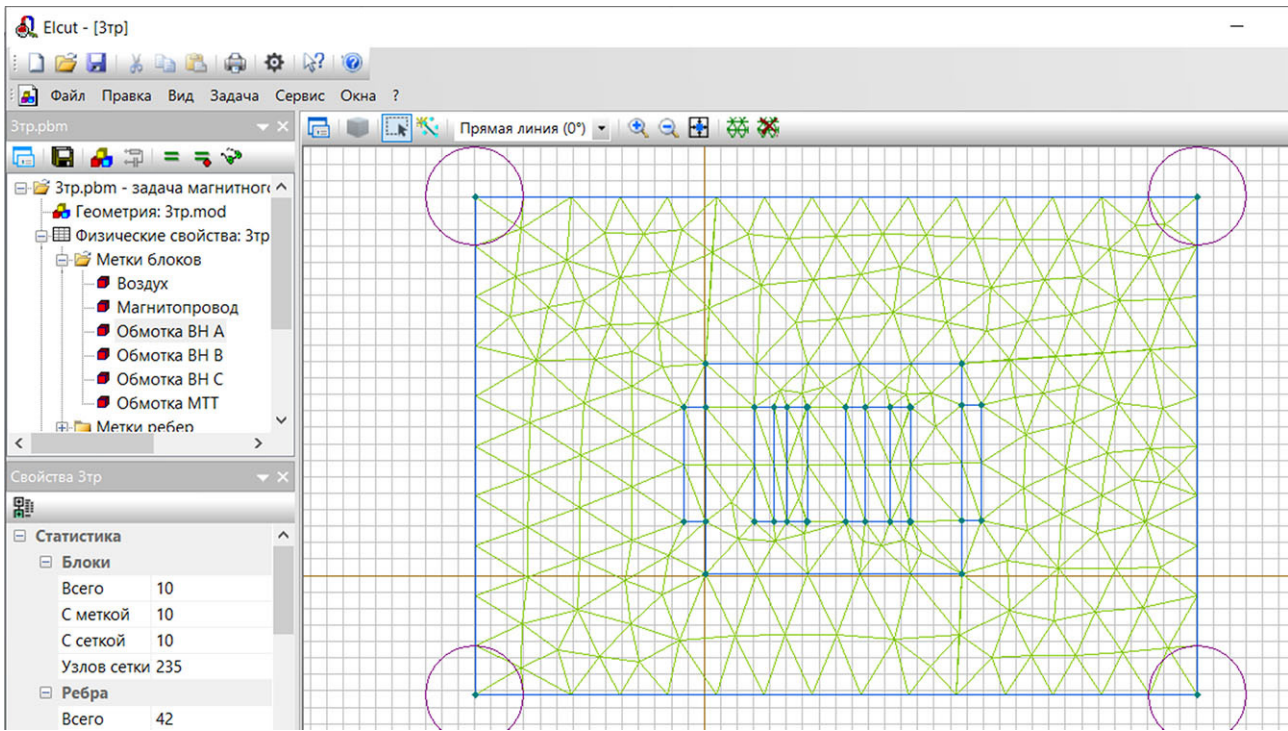 Elcut - [3тр]
Файл Правка Вид Задача Сервис Окна ?
3тр.pbm
Прямая линия (0°)
3тр.pbm - задача магнитног
Геометрия: 3тр.mod
Физические свойства: 3тр
Метки блоков
Воздух
Магнитопровод
Обмотка ВН А
Обмотка ВН В
Обмотка ВН С
Обмотка МТТ
Метки ребер
Свойства 3тр
Статистика
Блоки
Всего 10
С меткой 10
С сеткой 10
Узлов сетки 235
Ребра
Всего 42